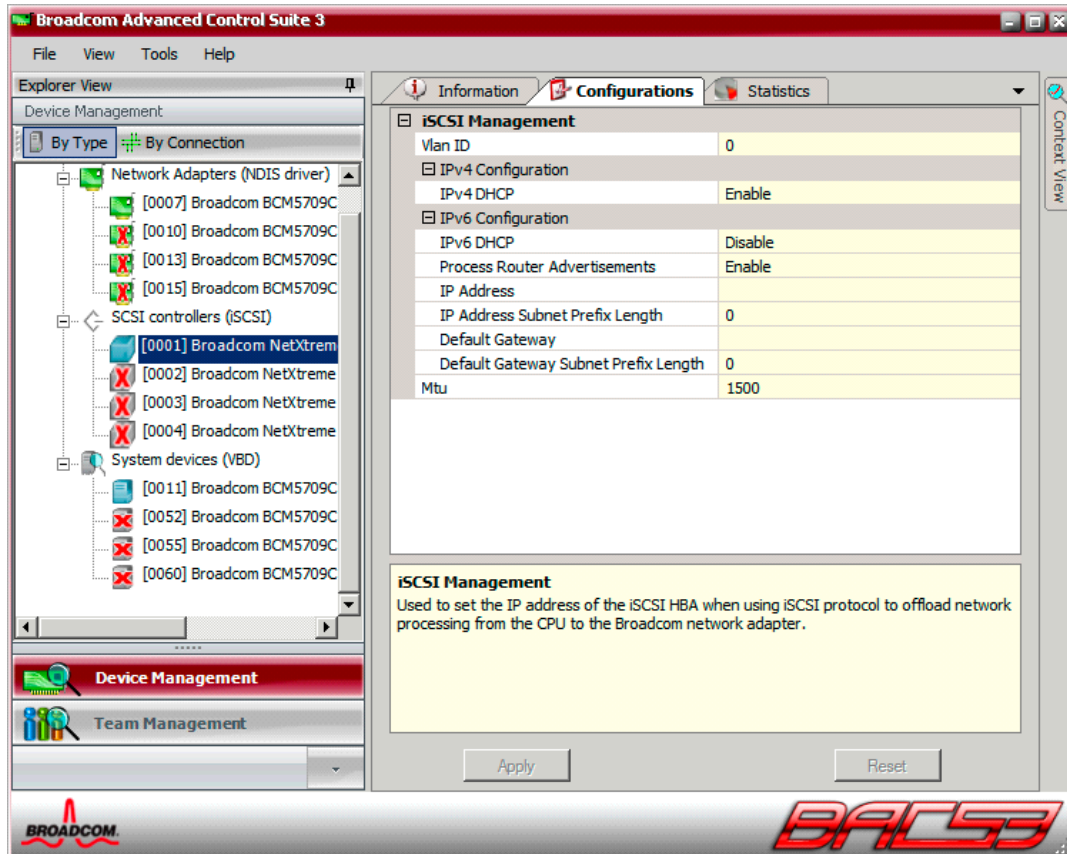 Broadcom Advanced Control Suite 3
File View Tools Help
Explorer View
Device Management
By Type By Connection
Network Adapters (NDIS driver)
[0007] Broadcom BCM5709C
[0010] Broadcom BCM5709C
[0013] Broadcom BCM5709C
[0015] Broadcom BCM5709C
SCSI controllers (iSCSI)
[0001] Broadcom NetXtrem
[0002] Broadcom NetXtreme
[0003] Broadcom NetXtreme
[0004] Broadcom NetXtreme
System devices (VBD)
[0011] Broadcom BCM5709C
[0052] Broadcom BCM5709C
[0055] Broadcom BCM5709C
[0060] Broadcom BCM5709C
Device Management
Team Management
Information Configurations Statistics
iSCSI Management
Vlan ID 0
IPv4 Configuration
IPv4 DHCP Enable
IPv6 Configuration
IPv6 DHCP Disable
Process Router Advertisements Enable
IP Address
IP Address Subnet Prefix Length 0
Default Gateway
Default Gateway Subnet Prefix Length 0
Mtu 1500
iSCSI Management
Used to set the IP address of the iSCSI HBA when using iSCSI protocol to offload network
processing from the CPU to the Broadcom network adapter.
Apply Reset
Context View
BROADCOM.
BACS3